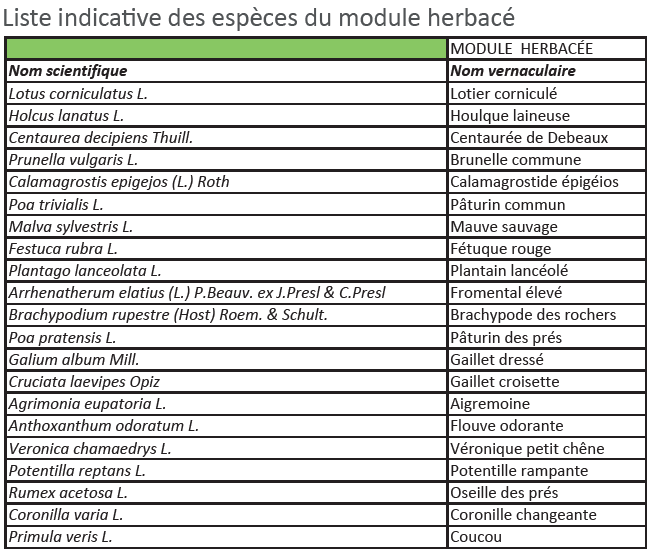 Liste indicative des espèces du module herbacé
MODULE HERBACÉE
Nom scientifique Nom vernaculaire
Lotus corniculatus L. Lotier corniculé
Holcus lanatus L. Houlque laineuse
Centaurea decipiens Thuill. Centaurée de Debeaux
Prunella vulgaris L. Brunelle commune
Calamagrostis epigejos (L.) Roth Calamagrostide épigéios
Poa trivialis L. Pâturin commun
Malva sylvestris L. Mauve sauvage
Festuca rubra L. Fétuque rouge
Plantago lanceolata L. Plantain lancéolé
Arrhenatherum elatius (L.) P.Beauv. ex J.Presl & C.Presl Fromental élevé
Brachypodium rupestre (Host) Roem. & Schult. Brachypode des rochers
Poa pratensis L. Pâturin des prés
Galium album Mill. Gaillet dressé
Cruciata laevipes Opiz Gaillet croisette
Agrimonia eupatoria L. Aigremoine
Anthoxanthum odoratum L. Flouve odorante
Veronica chamaedrys L. Véronique petit chêne
Potentilla reptans L. Potentille rampante
Rumex acetosa L. Oseille des prés
Coronilla varia L. Coronille changeante
Primula veris L. Coucou